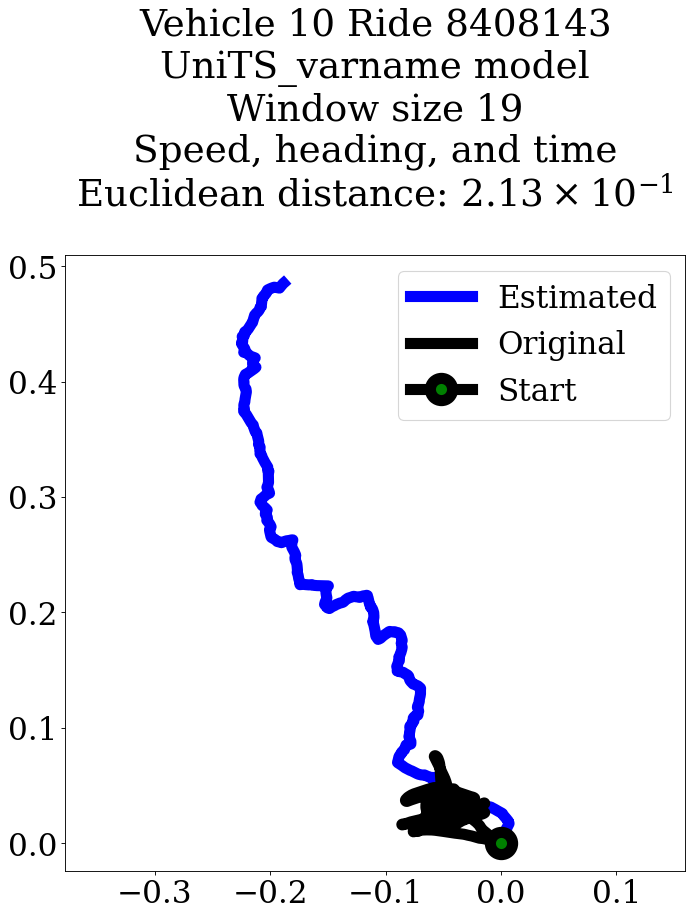 Vehicle 10 Ride 8408143
UniTS_varname model
Window size 19
Speed, heading, and time
Euclidean distance: 2.13 × 10⁻¹
0.5
0.4
0.3
0.2
0.1
0.0
Estimated
Original
Start
−0.3 −0.2 −0.1 0.0 0.1